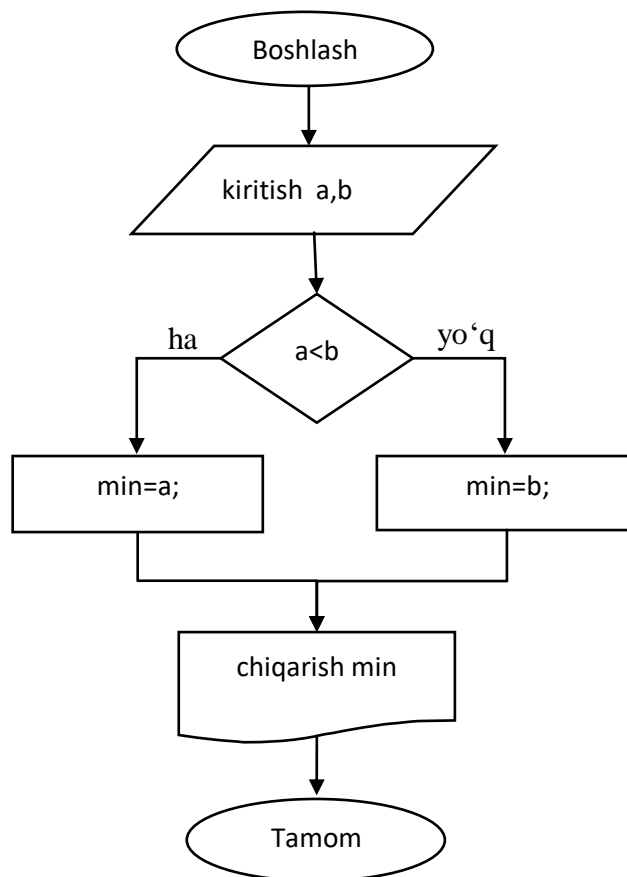 Boshlash
kiritish a,b
ha
a<b
yo‘q
min=a;
min=b;
chiqarish min
Tamom